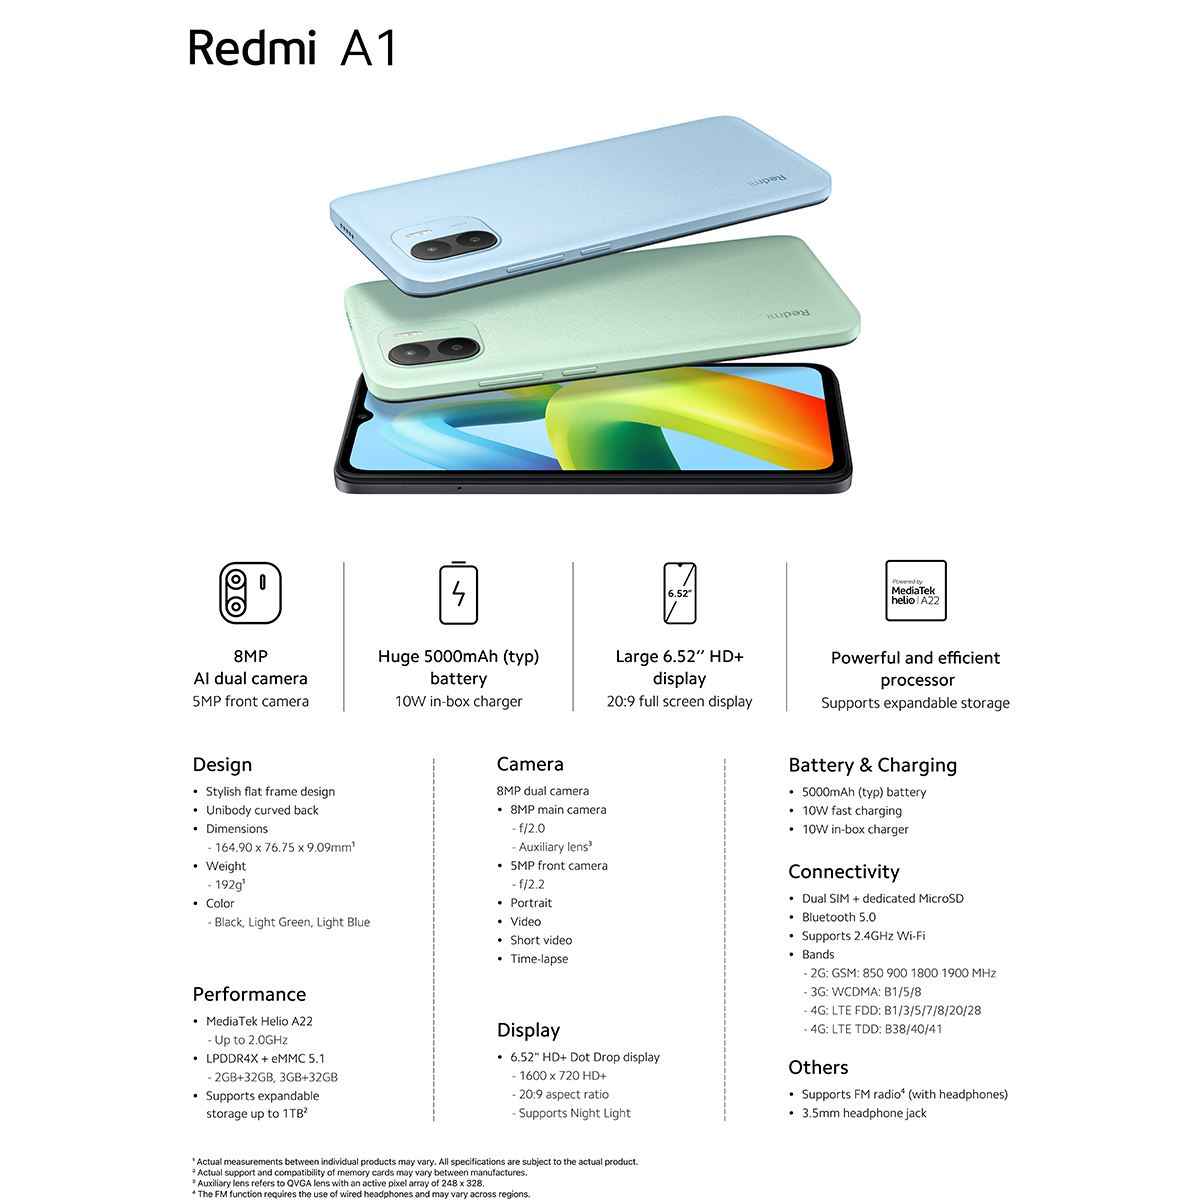 Redmi A1
Redmi
Redmi
8MP
AI dual camera
5MP front camera
Huge 5000mAh (typ)
battery
10W in-box charger
6.52"
Large 6.52'' HD+
display
20:9 full screen display
Powered by
MediaTek
helio | A22
Powerful and efficient
processor
Supports expandable storage
Design
• Stylish flat frame design
• Unibody curved back
• Dimensions
- 164.90 x 76.75 x 9.09mm¹
• Weight
- 192g¹
• Color
- Black, Light Green, Light Blue
Performance
• MediaTek Helio A22
- Up to 2.0GHz
• LPDDR4X + eMMC 5.1
- 2GB+32GB, 3GB+32GB
• Supports expandable
storage up to 1TB²
Camera
8MP dual camera
• 8MP main camera
- f/2.0
- Auxiliary lens³
• 5MP front camera
- f/2.2
• Portrait
• Video
• Short video
• Time-lapse
Display
• 6.52" HD+ Dot Drop display
- 1600 x 720 HD+
- 20:9 aspect ratio
- Supports Night Light
Battery & Charging
• 5000mAh (typ) battery
• 10W fast charging
• 10W in-box charger
Connectivity
• Dual SIM + dedicated MicroSD
• Bluetooth 5.0
• Supports 2.4GHz Wi-Fi
• Bands
- 2G: GSM: 850 900 1800 1900 MHz
- 3G: WCDMA: B1/5/8
- 4G: LTE FDD: B1/3/5/7/8/20/28
- 4G: LTE TDD: B38/40/41
Others
• Supports FM radio⁴ (with headphones)
• 3.5mm headphone jack
¹ Actual measurements between individual products may vary. All specifications are subject to the actual product.
² Actual support and compatibility of memory cards may vary between manufactures.
³ Auxiliary lens refers to QVGA lens with an active pixel array of 248 x 328.
⁴ The FM function requires the use of wired headphones and may vary across regions.